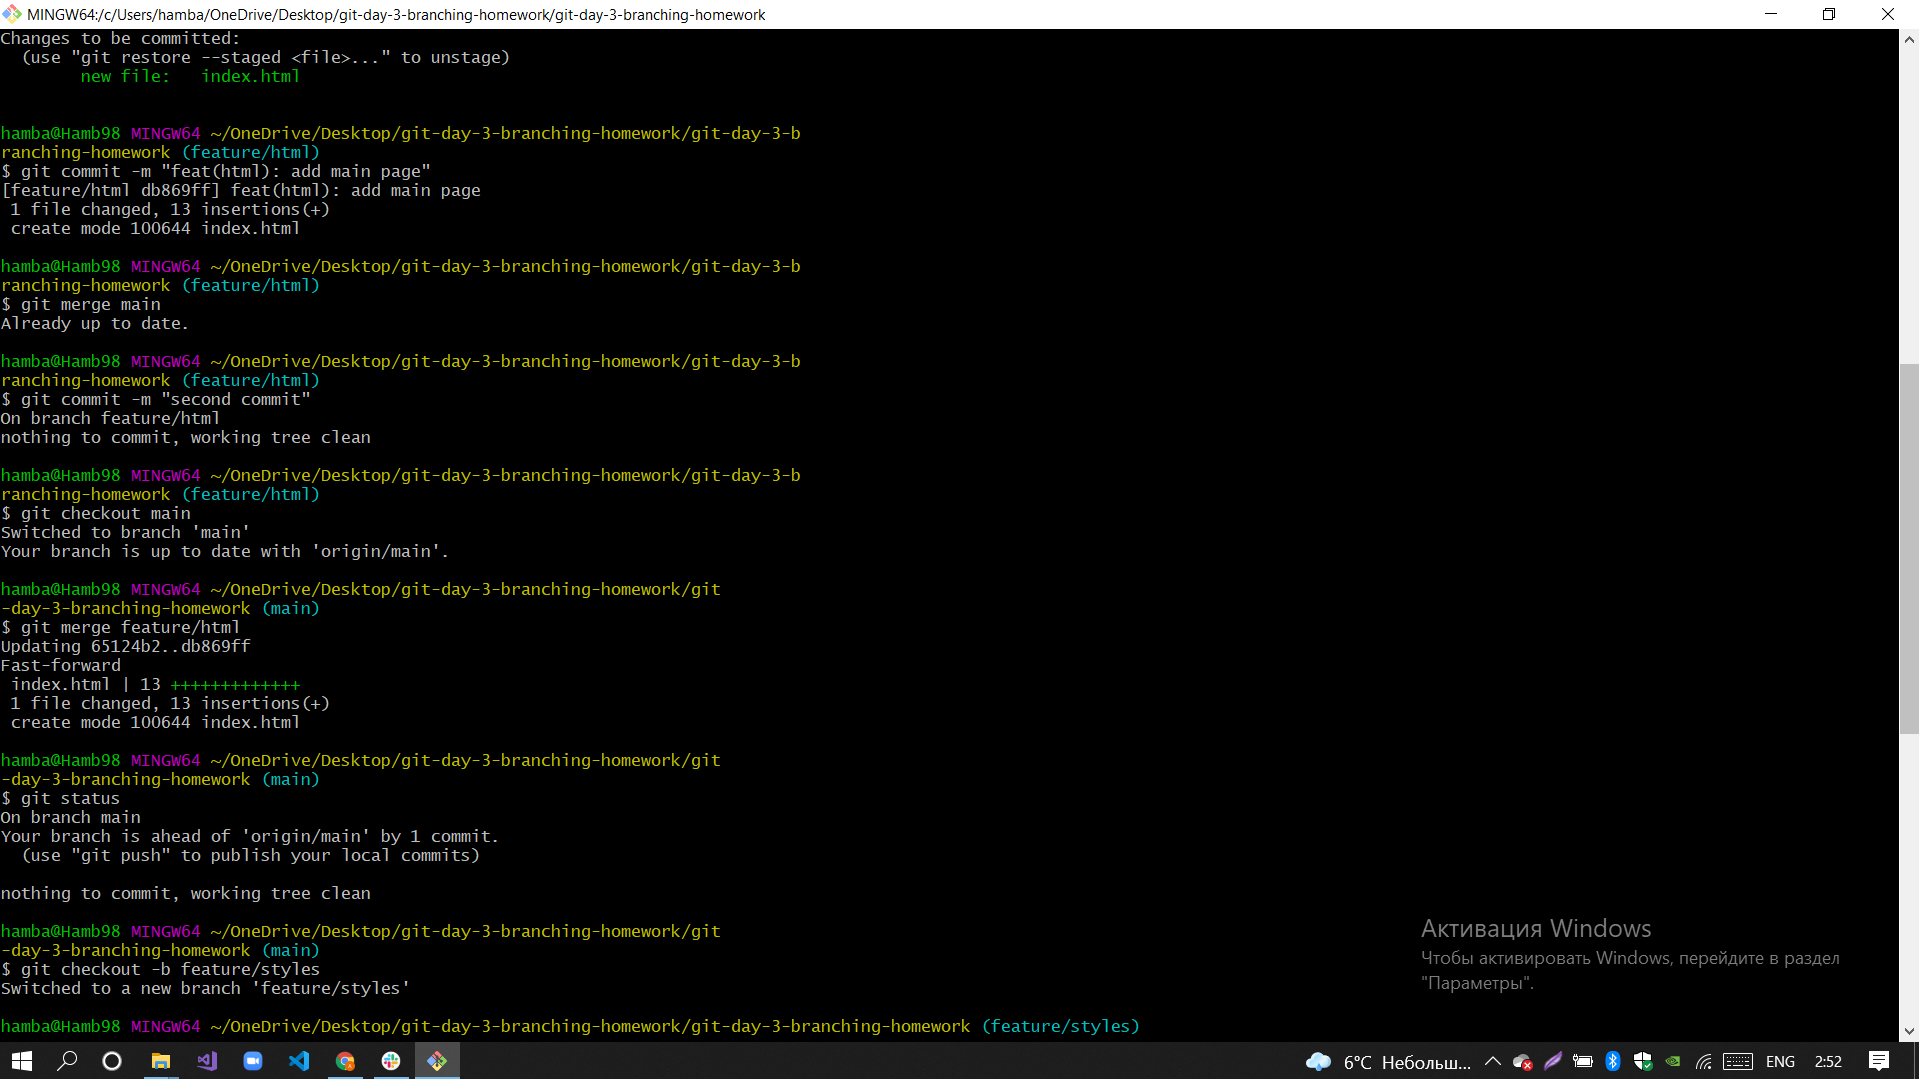 MINGW64:/c/Users/hamba/OneDrive/Desktop/git-day-3-branching-homework/git-day-3-branching-homework
Changes to be committed:
  (use "git restore --staged <file>..." to unstage)
        new file:   index.html
hamba@Hamb98 MINGW64 ~/OneDrive/Desktop/git-day-3-branching-homework/git-day-3-b
ranching-homework (feature/html)
$ git commit -m "feat(html): add main page"
[feature/html db869ff] feat(html): add main page
 1 file changed, 13 insertions(+)
 create mode 100644 index.html
hamba@Hamb98 MINGW64 ~/OneDrive/Desktop/git-day-3-branching-homework/git-day-3-b
ranching-homework (feature/html)
$ git merge main
Already up to date.
hamba@Hamb98 MINGW64 ~/OneDrive/Desktop/git-day-3-branching-homework/git-day-3-b
ranching-homework (feature/html)
$ git commit -m "second commit"
On branch feature/html
nothing to commit, working tree clean
hamba@Hamb98 MINGW64 ~/OneDrive/Desktop/git-day-3-branching-homework/git-day-3-b
ranching-homework (feature/html)
$ git checkout main
Switched to branch 'main'
Your branch is up to date with 'origin/main'.
hamba@Hamb98 MINGW64 ~/OneDrive/Desktop/git-day-3-branching-homework/git
-day-3-branching-homework (main)
$ git merge feature/html
Updating 65124b2..db869ff
Fast-forward
 index.html | 13 +++++++++++++
 1 file changed, 13 insertions(+)
 create mode 100644 index.html
hamba@Hamb98 MINGW64 ~/OneDrive/Desktop/git-day-3-branching-homework/git
-day-3-branching-homework (main)
$ git status
On branch main
Your branch is ahead of 'origin/main' by 1 commit.
  (use "git push" to publish your local commits)
nothing to commit, working tree clean
hamba@Hamb98 MINGW64 ~/OneDrive/Desktop/git-day-3-branching-homework/git
-day-3-branching-homework (main)
$ git checkout -b feature/styles
Switched to a new branch 'feature/styles'
hamba@Hamb98 MINGW64 ~/OneDrive/Desktop/git-day-3-branching-homework/git-day-3-branching-homework (feature/styles)
Активация Windows
Чтобы активировать Windows, перейдите в раздел
"Параметры".
6°C Небольш... ENG 2:52